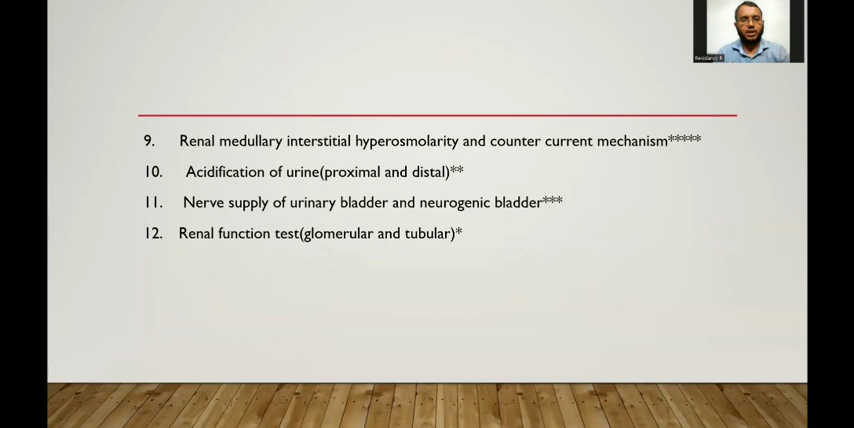 9. Renal medullary interstitial hyperosmolarity and counter current mechanism*****
10. Acidification of urine(proximal and distal)**
11. Nerve supply of urinary bladder and neurogenic bladder***
12. Renal function test(glomerular and tubular)*